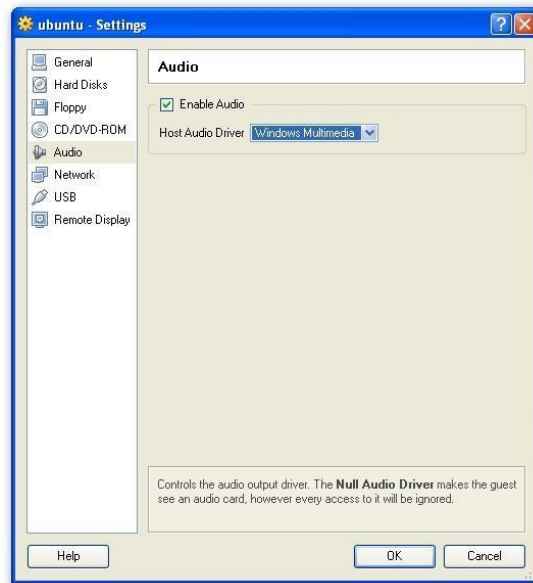 ubuntu - Settings
General
Hard Disks
Floppy
CD/DVD-ROM
Audio
Network
USB
Remote Display
Audio
Enable Audio
Host Audio Driver Windows Multimedia
Controls the audio output driver. The Null Audio Driver makes the guest
see an audio card, however every access to it will be ignored.
Help
OK
Cancel